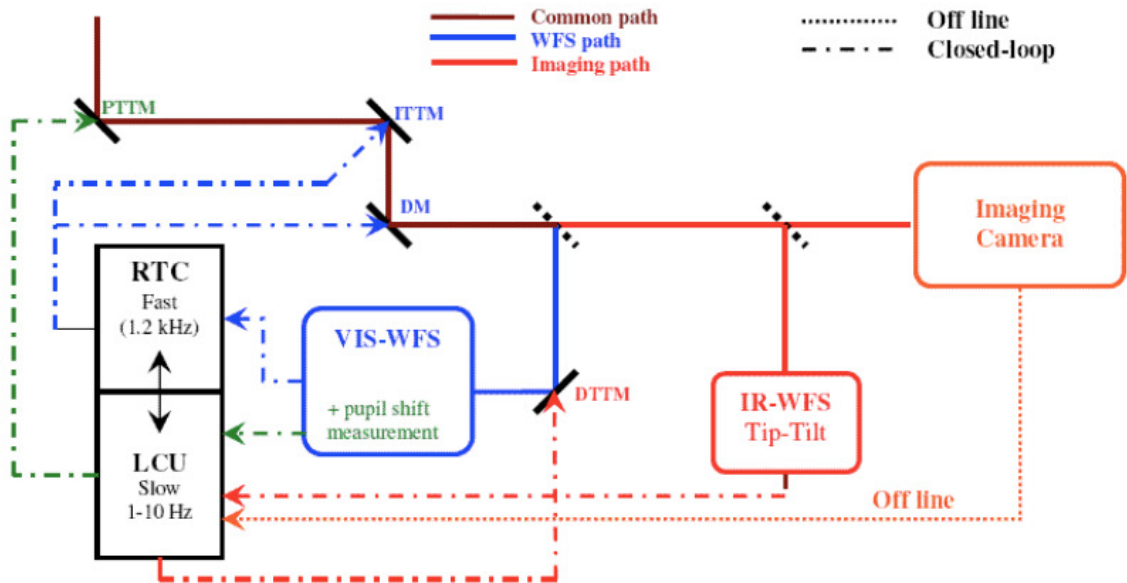 Common path
WFS path
Imaging path
Off line
Closed-loop
PTTM
ITTM
DM
Imaging
Camera
RTC
Fast
(1.2 kHz)
VIS-WFS
+ pupil shift
measurement
DTTM
IR-WFS
Tip-Tilt
LCU
Slow
1-10 Hz
Off line